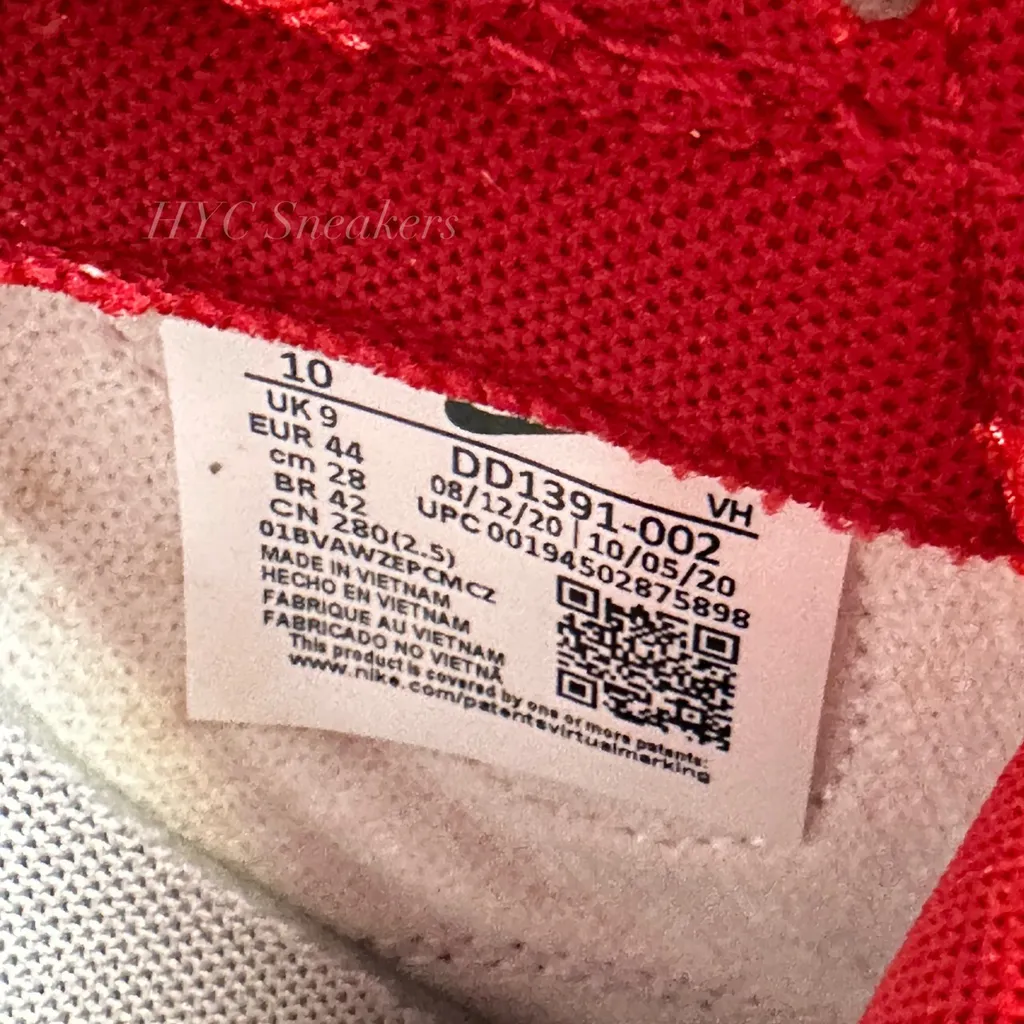 HYC Sneakers
10
VH
UK 9
EUR 44
cm 28
BR 42
CN 280(2.5)
DD1391-002
08/12/20 | 10/05/20
UPC 00194502875898
01BVAWZEPCMCZ
MADE IN VIETNAM
HECHO EN VIETNAM
FABRIQUE AU VIETNAM
FABRICADO NO VIETNÃ
This product is covered by one or more patents:
www.nike.com/patentsvirtualmarking